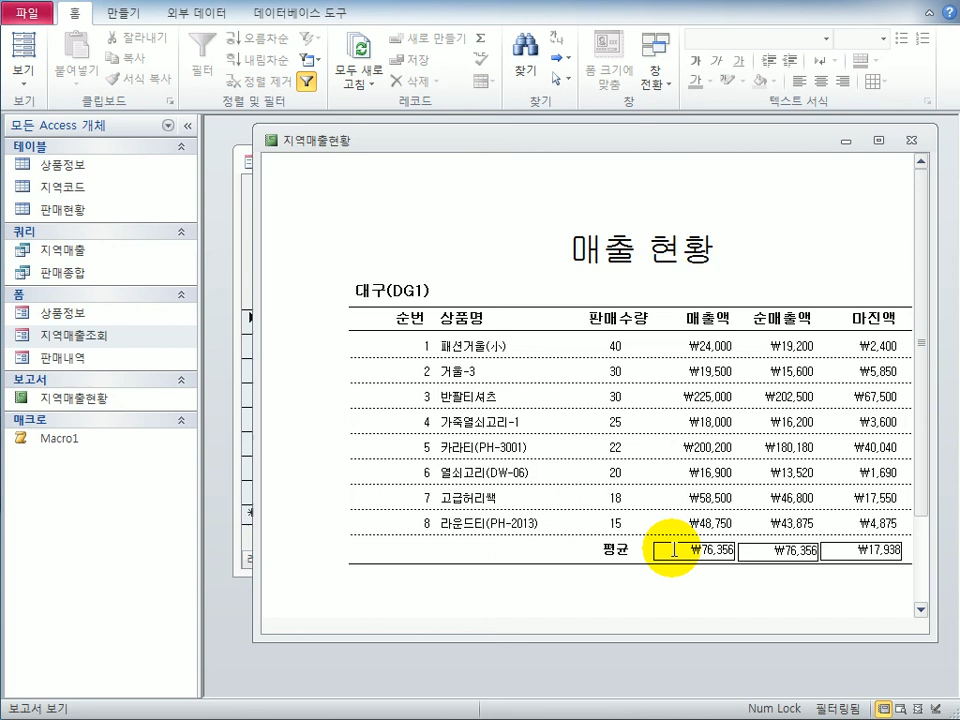 파일 홈 만들기 외부 데이터 데이터베이스 도구
보기
보기
붙여넣기
잘라내기
복사
서식 복사
클립보드
필터
오름차순
내림차순
정렬 제거
정렬 및 필터
모두 새로
고침
새로 만들기
저장
삭제
레코드
찾기
찾기
폼 크기에
맞춤
창
전환
창
가 가 가
가
텍스트 서식
모든 Access 개체
테이블
상품정보
지역코드
판매현황
쿼리
지역매출
판매종합
폼
상품정보
지역매출조회
판매내역
보고서
지역매출현황
매크로
Macro1
지역매출현황
매출 현황
대구(DG1)
순번 상품명 판매수량 매출액 순매출액 마진액
1 패션거울(小) 40 ₩24,000 ₩19,200 ₩2,400
2 거울-3 30 ₩19,500 ₩15,600 ₩5,850
3 반팔티셔츠 30 ₩225,000 ₩202,500 ₩67,500
4 가죽열쇠고리-1 25 ₩18,000 ₩16,200 ₩3,600
5 카라티(PH-3001) 22 ₩200,200 ₩180,180 ₩40,040
6 열쇠고리(DW-06) 20 ₩16,900 ₩13,520 ₩1,690
7 고급허리쌕 18 ₩58,500 ₩46,800 ₩17,550
8 라운드티(PH-2013) 15 ₩48,750 ₩43,875 ₩4,875
평균 ₩76,356 ₩76,356 ₩17,938
보고서 보기 Num Lock 필터링됨